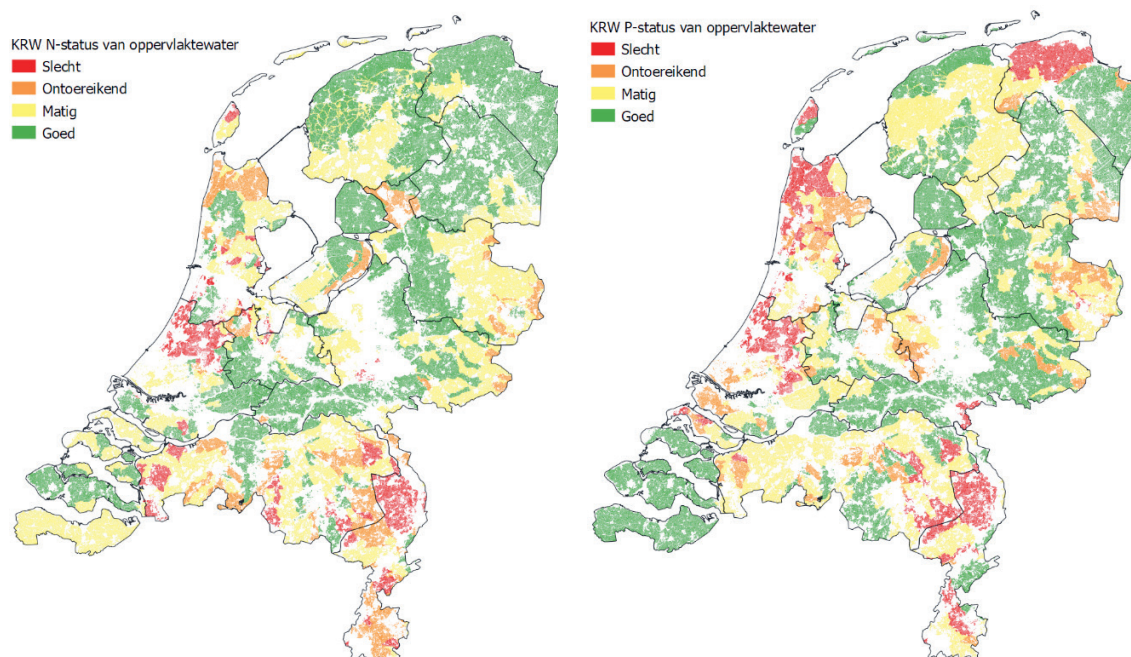 KRW N-status van oppervlaktewater
Slecht
Ontoereikend
Matig
Goed
KRW P-status van oppervlaktewater
Slecht
Ontoereikend
Matig
Goed